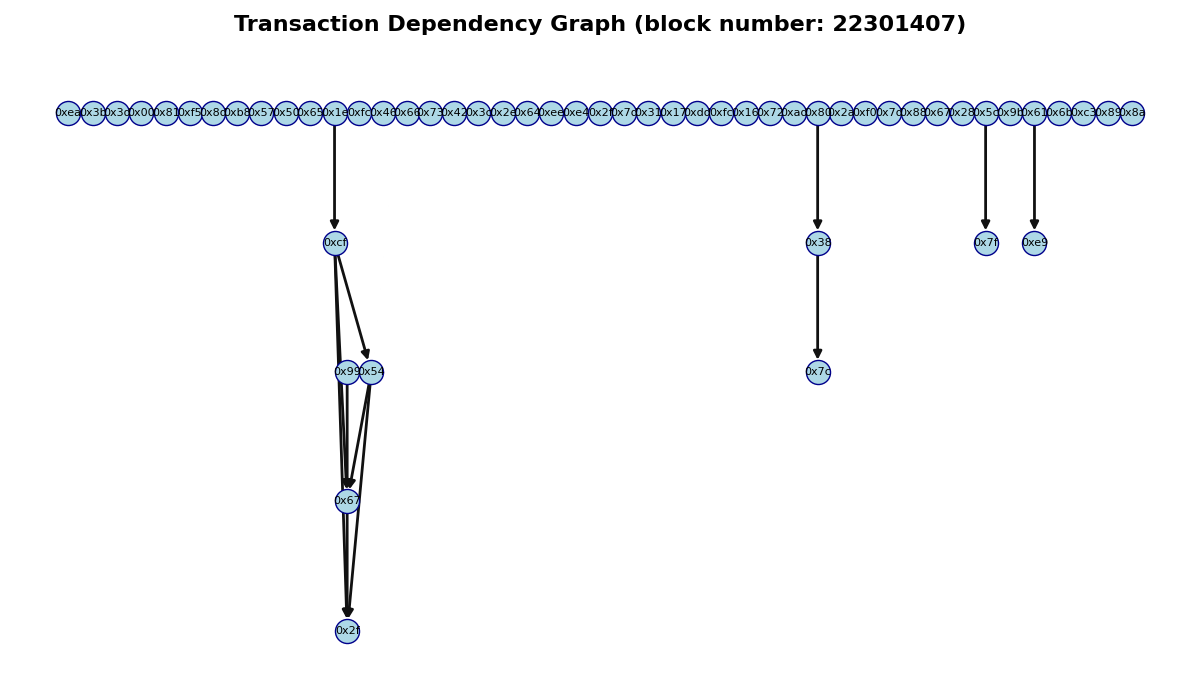 Transaction Dependency Graph (block number: 22301407)
0xea 0x3b 0x3c 0x00 0x81 0xf5 0x8c 0xb8 0x57 0x50 0x65 0x1e 0xfc 0x46 0x66 0x73 0x42 0x3c 0x2e 0x64 0xee 0xe4 0x2f 0x7c 0x31 0x17 0xdc 0xfc 0x16 0x72 0xac 0x80 0x2a 0xf0 0x7c 0x88 0x67 0x28 0x5c 0x9b 0x61 0x6b 0xc3 0x89 0x8a
0xcf 0x38 0x7f 0xe9
0x99 0x54 0x7c
0x67
0x2f